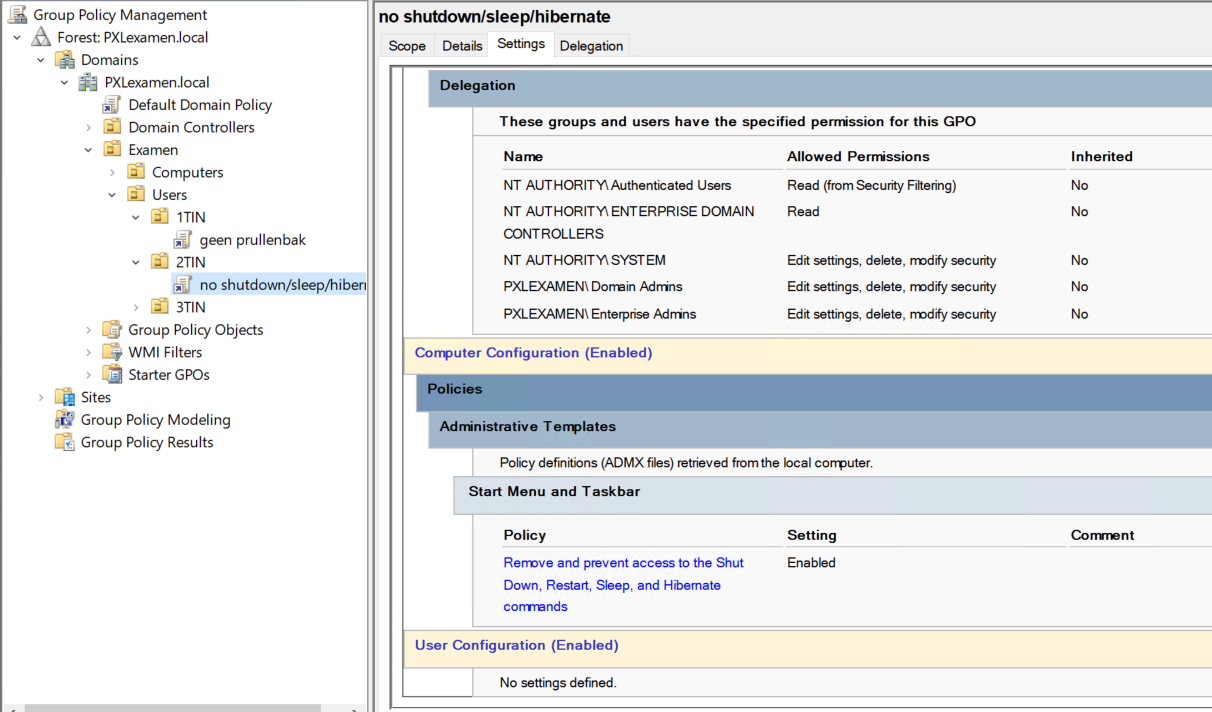 Group Policy Management
Forest: PXLexamen.local
Domains
PXLexamen.local
Default Domain Policy
Domain Controllers
Examen
Computers
Users
1TIN
geen prullenbak
2TIN
no shutdown/sleep/hiber
3TIN
Group Policy Objects
WMI Filters
Starter GPOs
Sites
Group Policy Modeling
Group Policy Results
no shutdown/sleep/hibernate
Scope Details Settings Delegation
Delegation
These groups and users have the specified permission for this GPO
Name Allowed Permissions Inherited
NT AUTHORITY\Authenticated Users Read (from Security Filtering) No
NT AUTHORITY\ENTERPRISE DOMAIN Read No
CONTROLLERS
NT AUTHORITY\SYSTEM Edit settings, delete, modify security No
PXLEXAMEN\Domain Admins Edit settings, delete, modify security No
PXLEXAMEN\Enterprise Admins Edit settings, delete, modify security No
Computer Configuration (Enabled)
Policies
Administrative Templates
Policy definitions (ADMX files) retrieved from the local computer.
Start Menu and Taskbar
Policy Setting Comment
Remove and prevent access to the Shut Enabled
Down, Restart, Sleep, and Hibernate
commands
User Configuration (Enabled)
No settings defined.